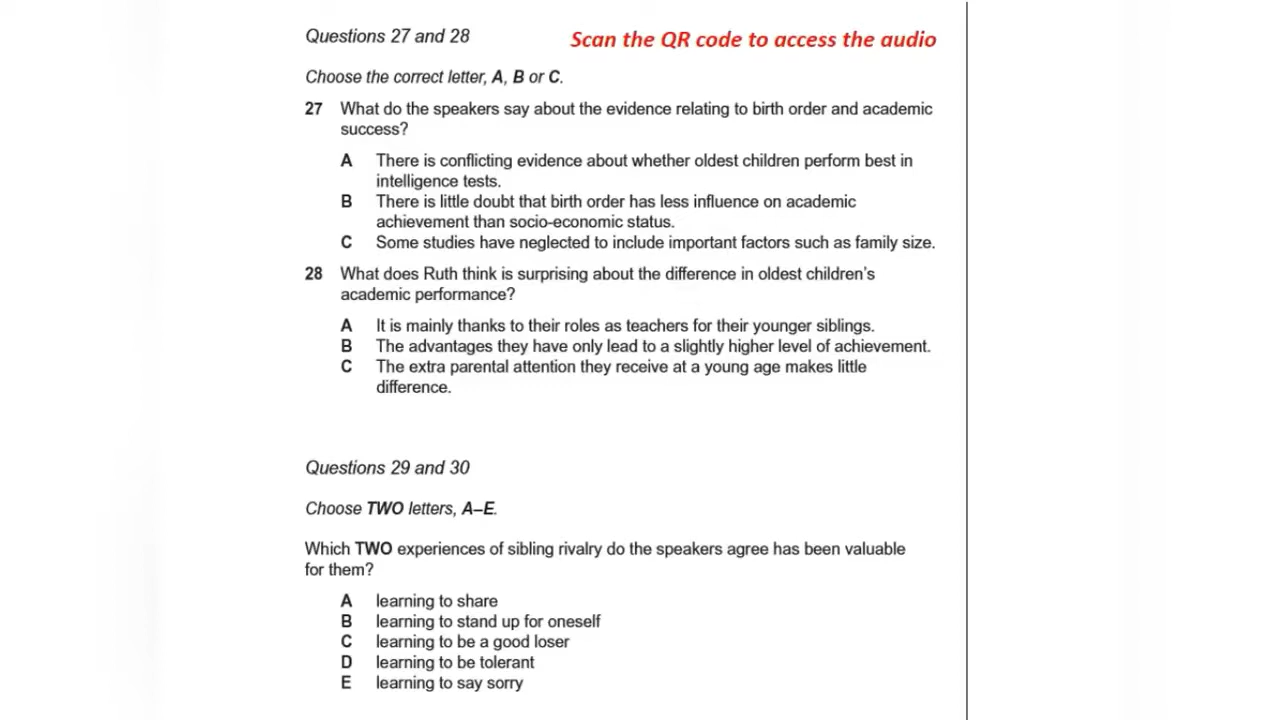 Questions 27 and 28
Scan the QR code to access the audio
Choose the correct letter, A, B or C.
27 What do the speakers say about the evidence relating to birth order and academic
success?
A There is conflicting evidence about whether oldest children perform best in
intelligence tests.
B There is little doubt that birth order has less influence on academic
achievement than socio-economic status.
C Some studies have neglected to include important factors such as family size.
28 What does Ruth think is surprising about the difference in oldest children's
academic performance?
A It is mainly thanks to their roles as teachers for their younger siblings.
B The advantages they have only lead to a slightly higher level of achievement.
C The extra parental attention they receive at a young age makes little
difference.
Questions 29 and 30
Choose TWO letters, A–E.
Which TWO experiences of sibling rivalry do the speakers agree has been valuable
for them?
A learning to share
B learning to stand up for oneself
C learning to be a good loser
D learning to be tolerant
E learning to say sorry